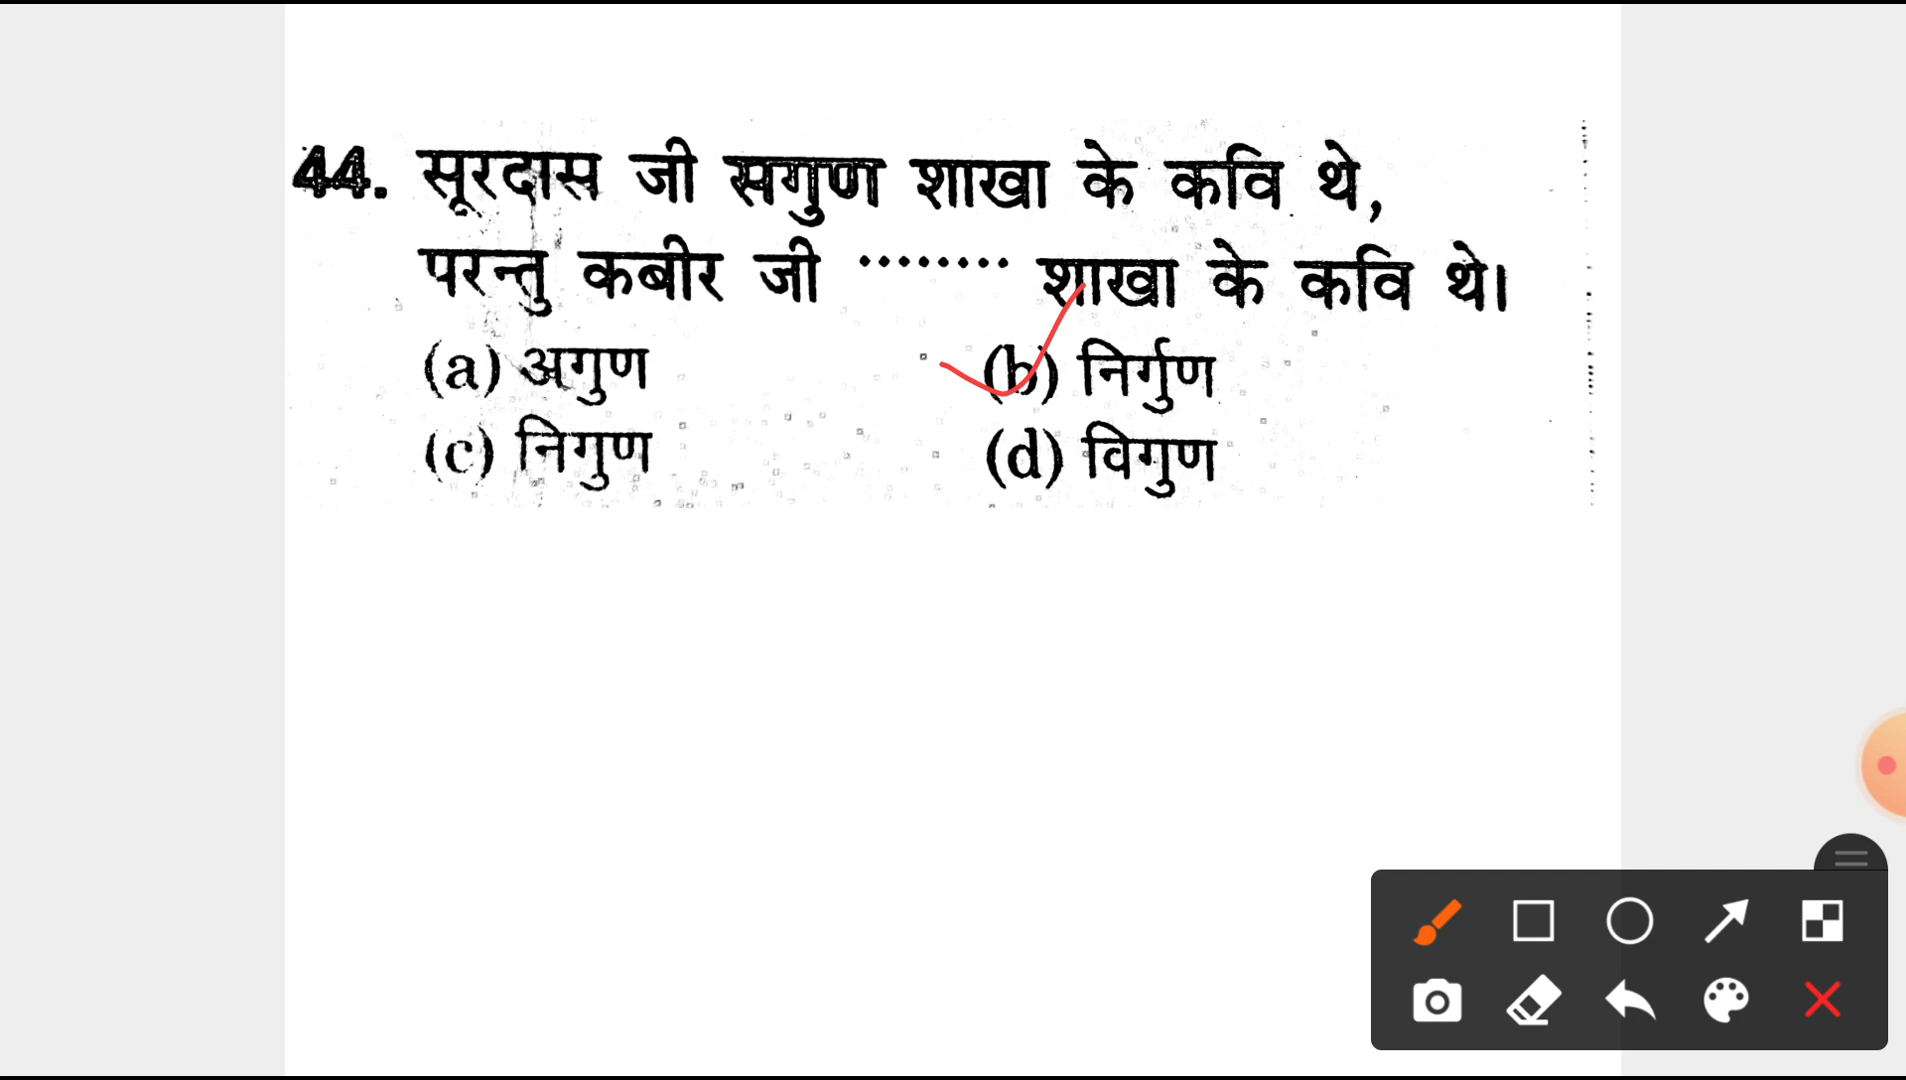 44. सूरदास जी सगुण शाखा के कवि थे,
परन्तु कबीर जी ........ शाखा के कवि थे।
(a) अगुण (b) निर्गुण
(c) निगुण (d) विगुण